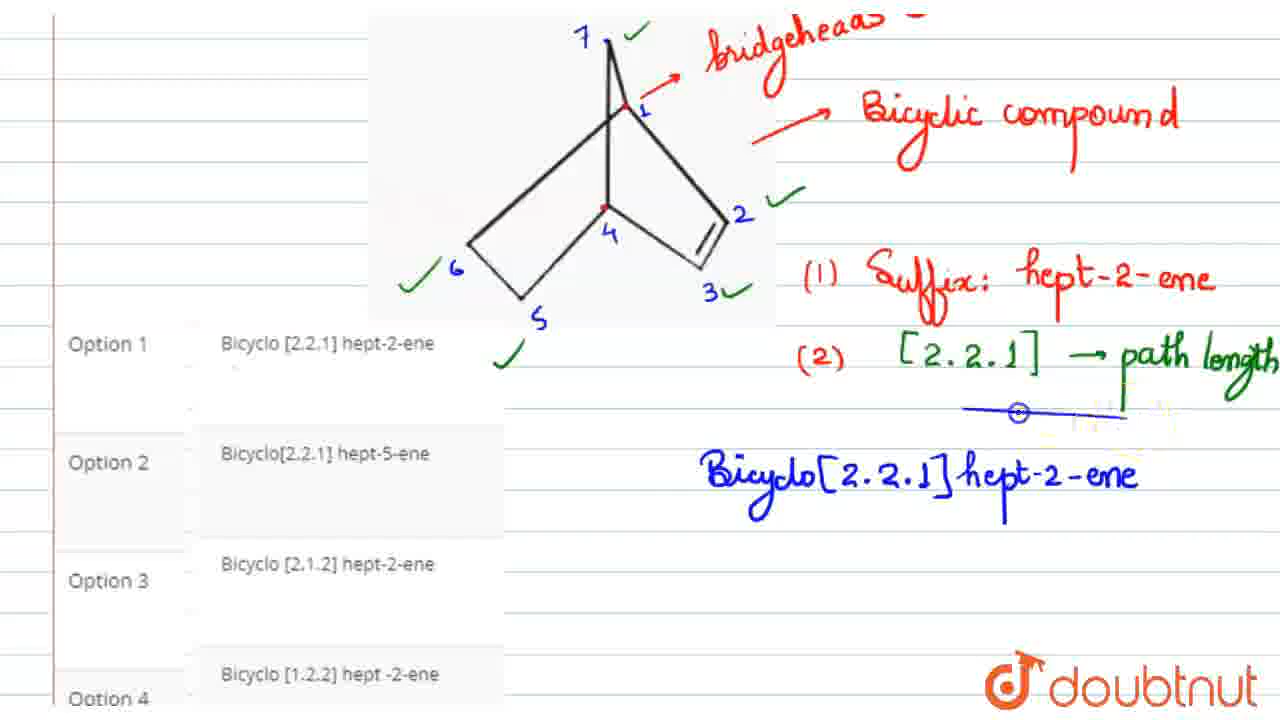 7
bridgeheads
1
Bicyclic compound
2
4
6
3
5
(1) Suffix: hept-2-ene
Option 1 Bicyclo [2.2.1] hept-2-ene
(2) [2.2.1] → path length
Option 2 Bicyclo[2.2.1] hept-5-ene
Bicyclo[2.2.1]hept-2-ene
Option 3 Bicyclo [2.1.2] hept-2-ene
Option 4 Bicyclo [1.2.2] hept -2-ene
doubtnut